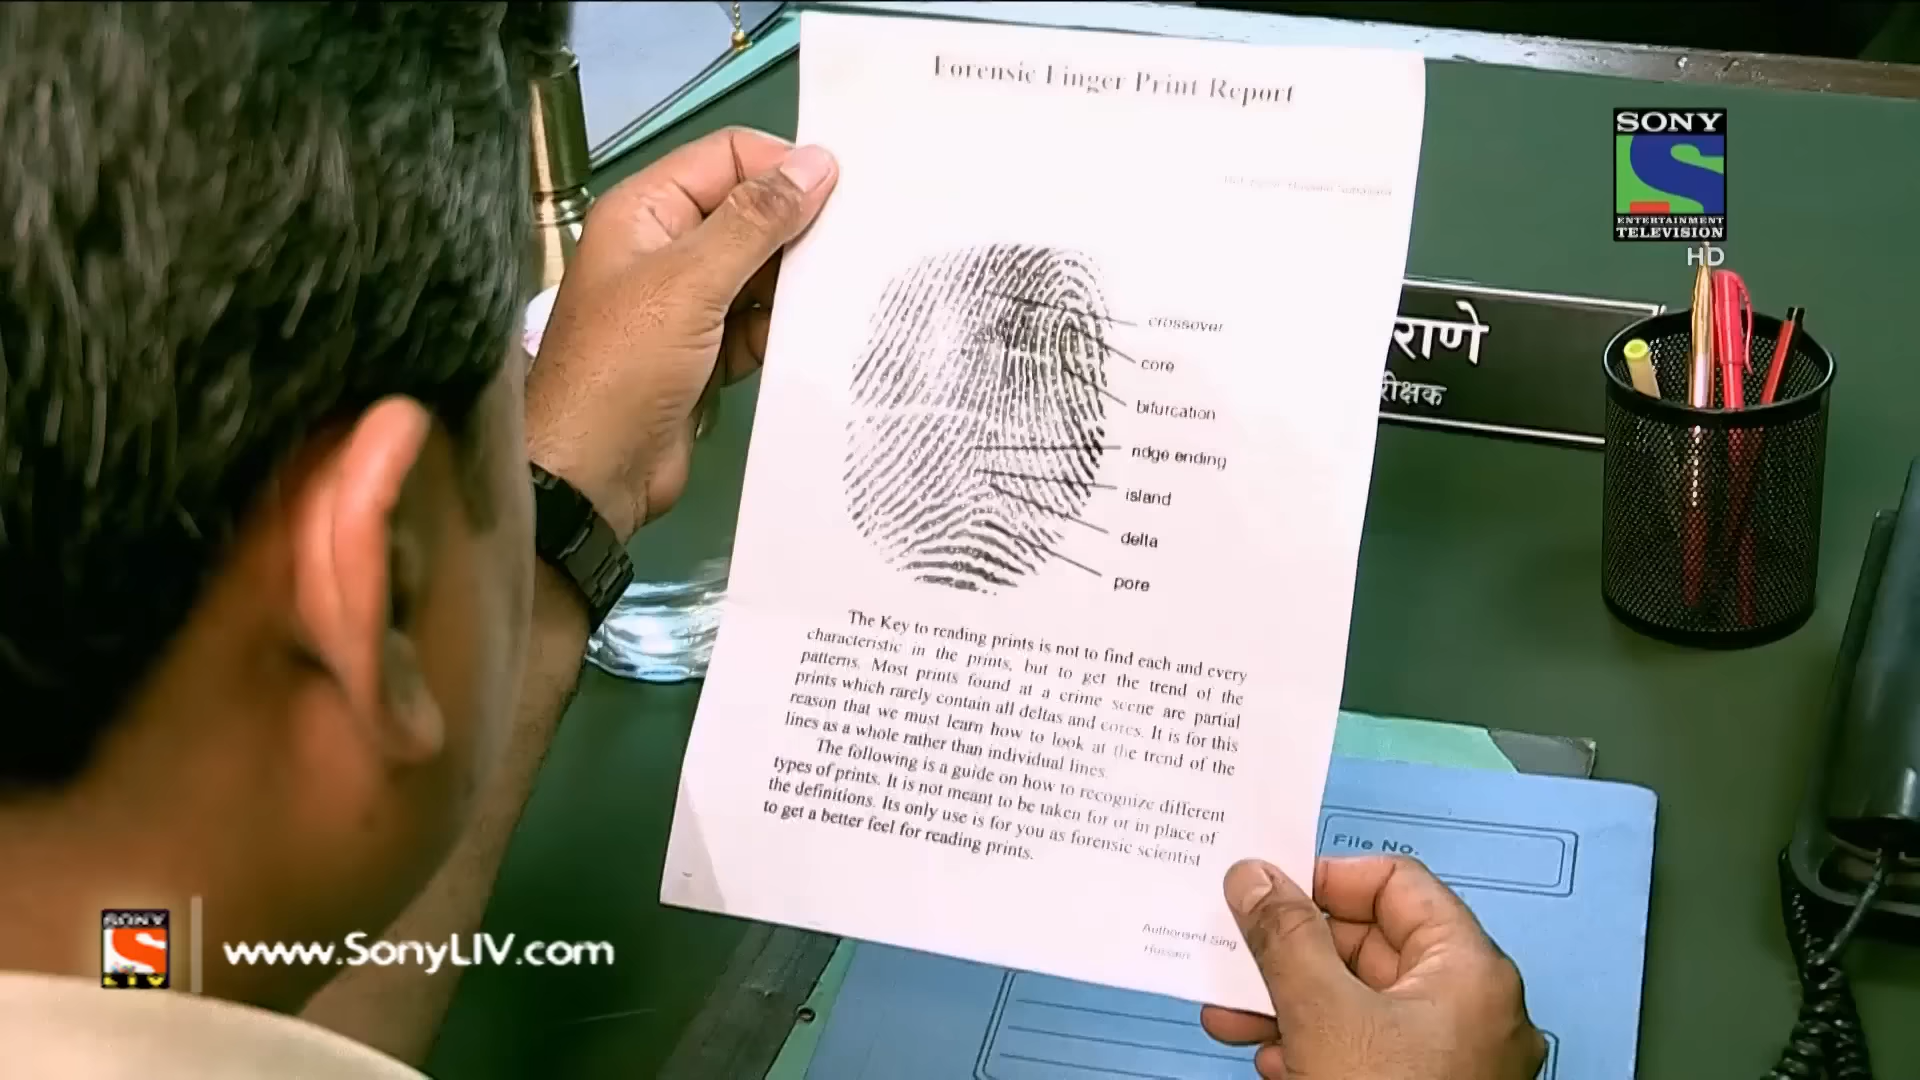 Forensic Finger Print Report
SONY
ENTERTAINMENT
TELEVISION
HD
crossover
core
bifurcation
ridge ending
island
delta
pore
राणे
रीक्षक
The Key to reading prints is not to find each and every
characteristic in the prints, but to get the trend of the
patterns. Most prints found at a crime scene are partial
prints which rarely contain all deltas and cores. It is for this
reason that we must learn how to look at the trend of the
lines as a whole rather than individual lines.
The following is a guide on how to recognize different
types of prints. It is not meant to be taken for or in place of
the definitions. Its only use is for you as forensic scientist
to get a better feel for reading prints.
File No.
Authorised Sing
Hussain
SONY
LIV
www.SonyLIV.com